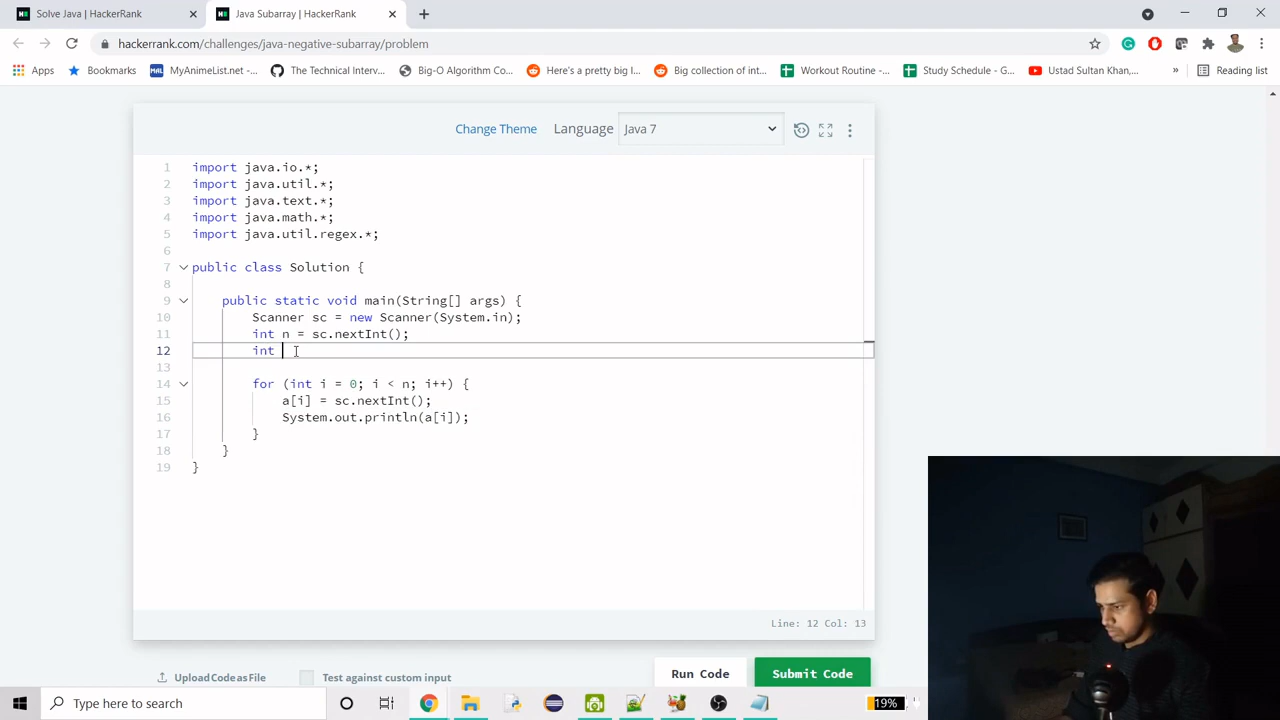 Solve Java | HackerRank
Java Subarray | HackerRank
hackerrank.com/challenges/java-negative-subarray/problem
Apps
Bookmarks
MAL MyAnimeList.net -...
The Technical Interv...
Big-O Algorithm Co...
Here's a pretty big l...
Big collection of int...
Workout Routine -...
Study Schedule - G...
Ustad Sultan Khan,...
»
Reading list
Change Theme Language Java 7
1 import java.io.*;
2 import java.util.*;
3 import java.text.*;
4 import java.math.*;
5 import java.util.regex.*;
6
7 public class Solution {
8
9 public static void main(String[] args) {
10 Scanner sc = new Scanner(System.in);
11 int n = sc.nextInt();
12 int
13
14 for (int i = 0; i < n; i++) {
15 a[i] = sc.nextInt();
16 System.out.println(a[i]);
17 }
18 }
19 }
Line: 12 Col: 13
Upload Code as File Test against custom input Run Code Submit Code
Type here to search 19%